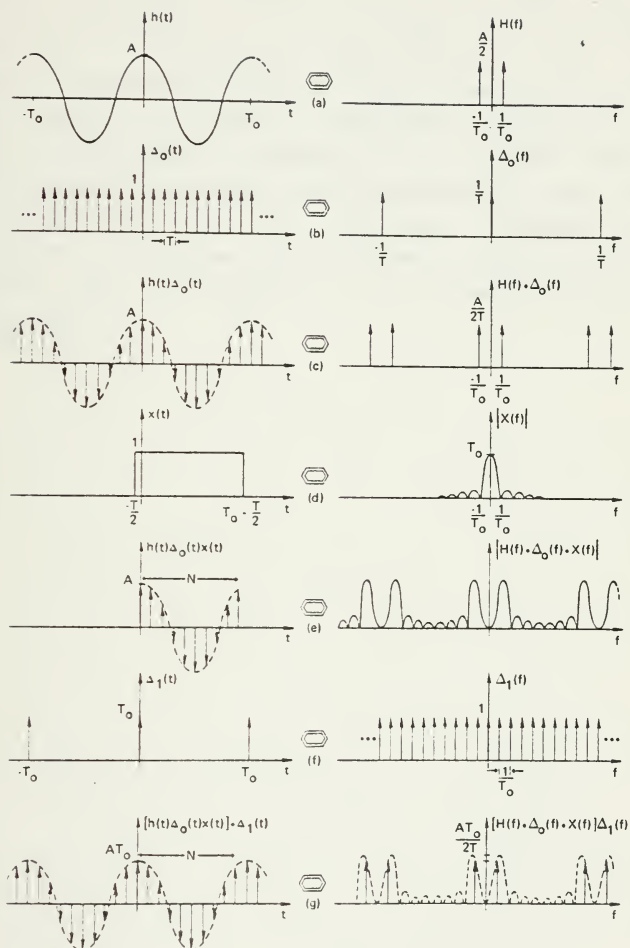 h(t) H(f)
A A/2
-T₀ T₀ t (a) -1/T₀ 1/T₀ f
Δ₀(t) Δ₀(f)
1 1/T
... ... (b)
T t -1/T 1/T f
h(t)Δ₀(t) H(f)*Δ₀(f)
A A/2T
t (c) -1/T₀ 1/T₀ f
x(t) |X(f)|
1 T₀
(d)
-T/2 T₀-T/2 t -1/T₀ 1/T₀ f
h(t)Δ₀(t)x(t) |H(f)*Δ₀(f)*X(f)|
A N
t (e) f
Δ₁(t) Δ₁(f)
T₀ 1
... ...
-T₀ T₀ t (f) 1/T₀ f
[h(t)Δ₀(t)x(t)]*Δ₁(t) [H(f)*Δ₀(f)*X(f)]Δ₁(f)
AT₀ N AT₀/2T
t (g) f